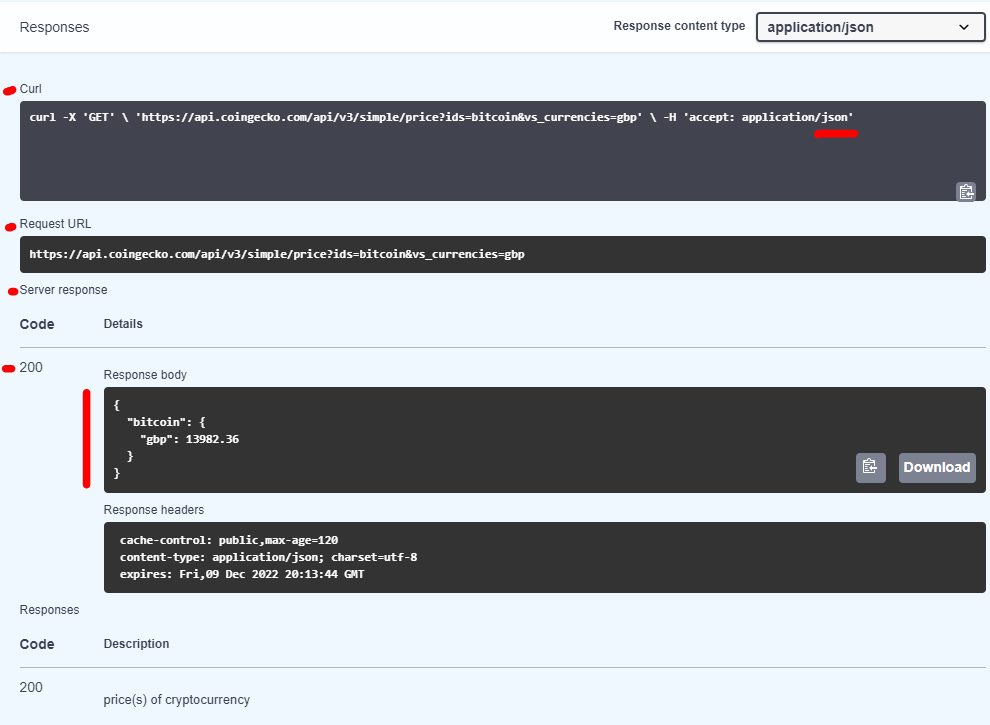 Responses
Response content type application/json
Curl
curl -X 'GET' \ 'https://api.coingecko.com/api/v3/simple/price?ids=bitcoin&vs_currencies=gbp' \ -H 'accept: application/json'
Request URL
https://api.coingecko.com/api/v3/simple/price?ids=bitcoin&vs_currencies=gbp
Server response
Code Details
200
Response body
{
  "bitcoin": {
    "gbp": 13982.36
  }
}
Download
Response headers
cache-control: public,max-age=120
content-type: application/json; charset=utf-8
expires: Fri,09 Dec 2022 20:13:44 GMT
Responses
Code Description
200
price(s) of cryptocurrency